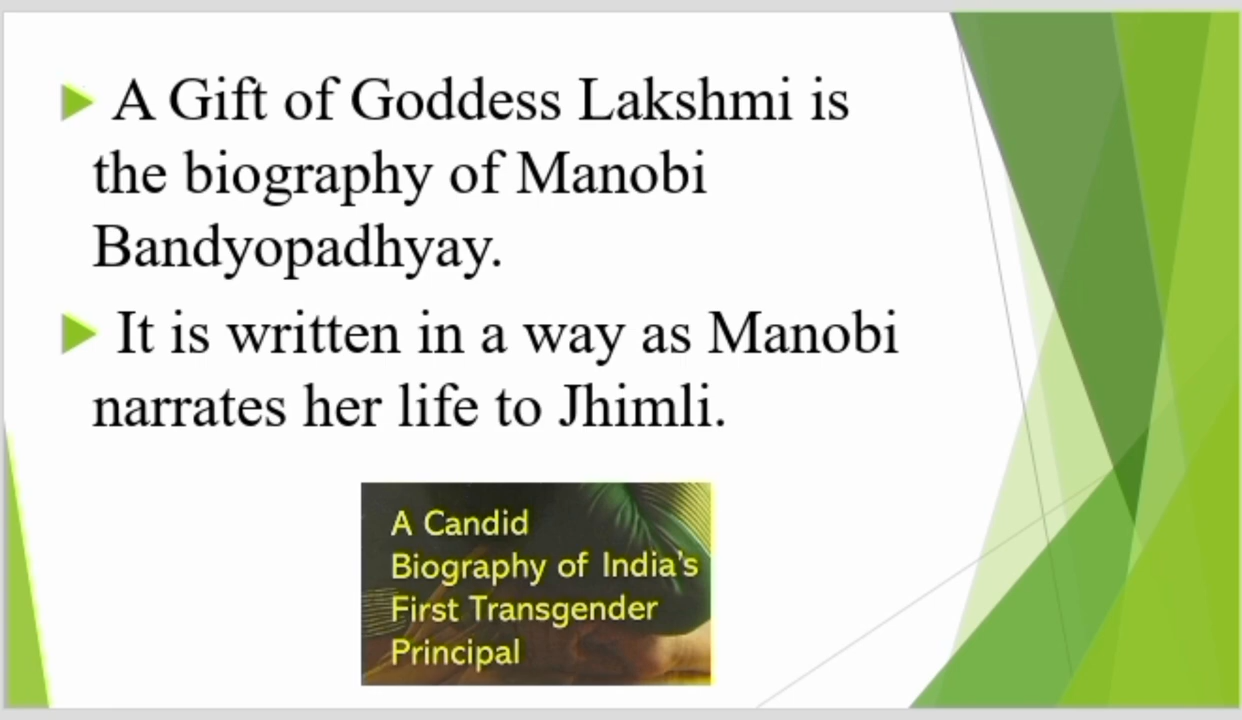 A Gift of Goddess Lakshmi is
the biography of Manobi
Bandyopadhyay.
It is written in a way as Manobi
narrates her life to Jhimli.
A Candid
Biography of India's
First Transgender
Principal